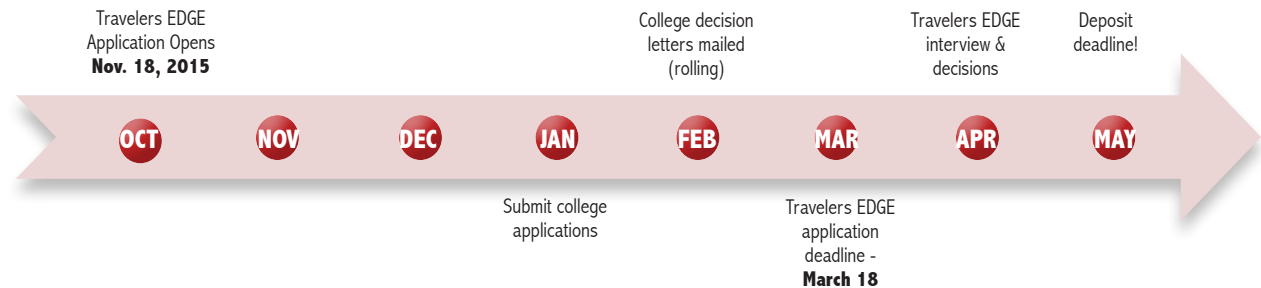 Travelers EDGE
Application Opens
Nov. 18, 2015
College decision
letters mailed
(rolling)
Travelers EDGE
interview &
decisions
Deposit
deadline!
OCT
NOV
DEC
JAN
FEB
MAR
APR
MAY
Submit college
applications
Travelers EDGE
application
deadline -
March 18